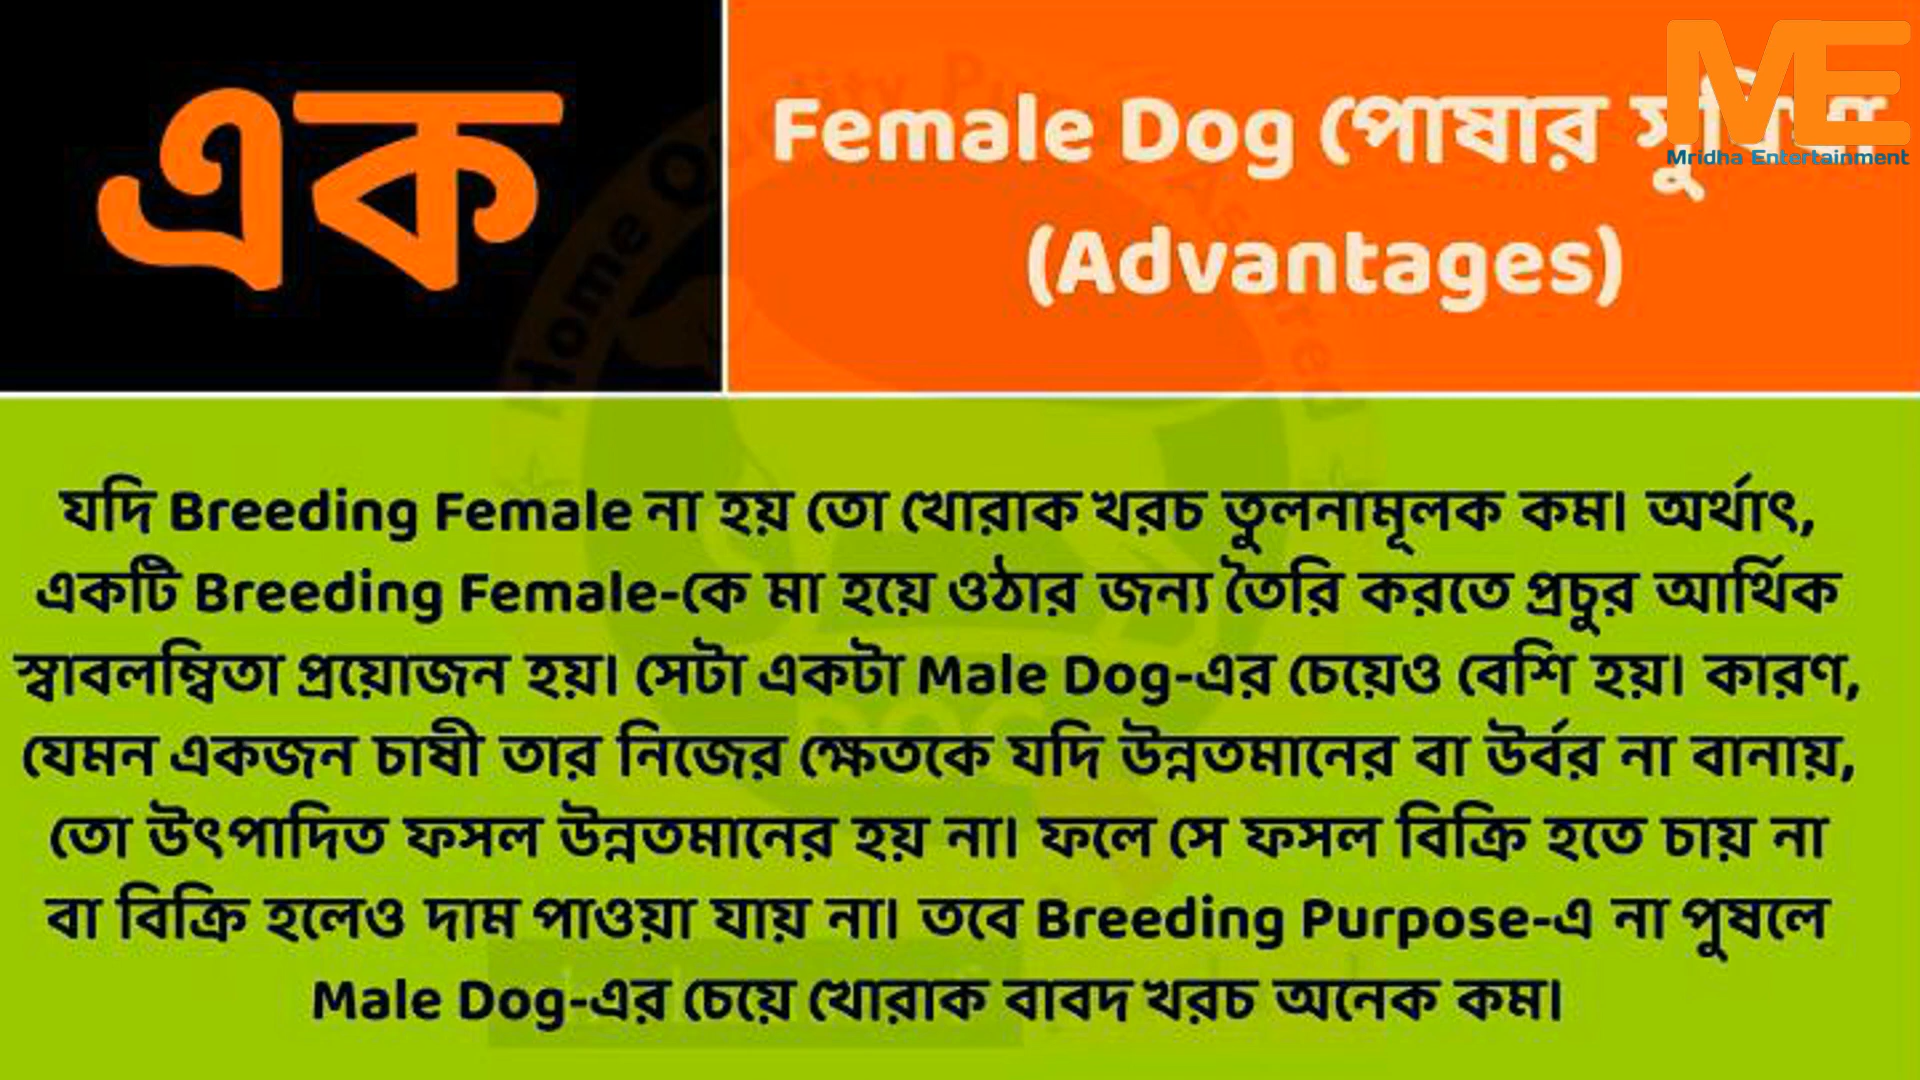 এক
Female Dog পোষার
(Advantages)
ME
Mridha Entertainment
যদি Breeding Female না হয় তো খোরাক খরচ তুলনামূলক কম। অর্থাৎ,
একটি Breeding Female-কে মা হয়ে ওঠার জন্য তৈরি করতে প্রচুর আর্থিক
স্বাবলম্বিতা প্রয়োজন হয়। সেটা একটা Male Dog-এর চেয়েও বেশি হয়। কারণ,
যেমন একজন চাষী তার নিজের ক্ষেতকে যদি উন্নতমানের বা উর্বর না বানায়,
তো উৎপাদিত ফসল উন্নতমানের হয় না। ফলে সে ফসল বিক্রি হতে চায় না
বা বিক্রি হলেও দাম পাওয়া যায় না। তবে Breeding Purpose-এ না পুষলে
Male Dog-এর চেয়ে খোরাক বাবদ খরচ অনেক কম।